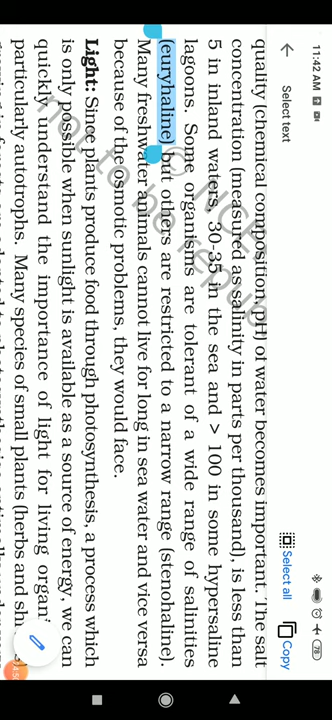 11:42 AM
78
Select text
Select all
Copy
quality (chemical composition, pH) of water becomes important. The salt
concentration (measured as salinity in parts per thousand), is less than
5 in inland waters, 30-35 in the sea and > 100 in some hypersaline
lagoons. Some organisms are tolerant of a wide range of salinities
(euryhaline) but others are restricted to a narrow range (stenohaline).
Many freshwater animals cannot live for long in sea water and vice versa
because of the osmotic problems, they would face.
Light: Since plants produce food through photosynthesis, a process which
is only possible when sunlight is available as a source of energy, we can
quickly understand the importance of light for living organi
particularly autotrophs. Many species of small plants (herbs and sh
© NCE
not to be repub